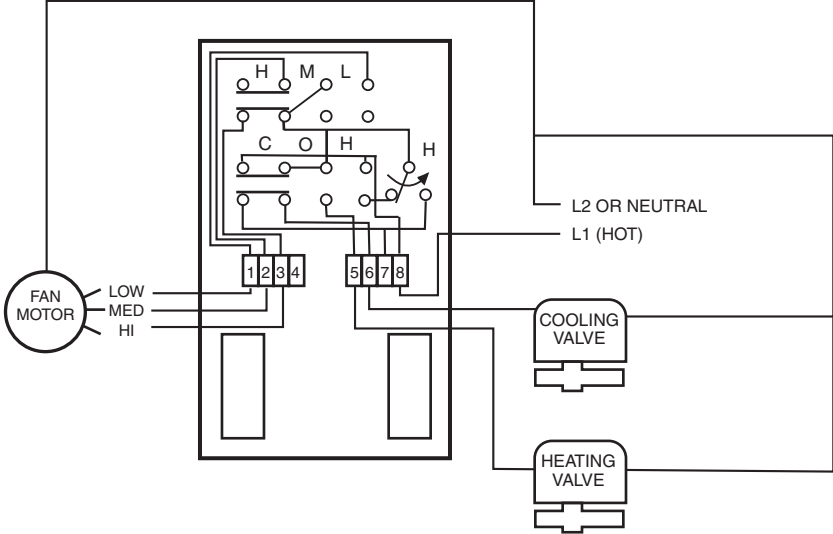 H M L
C O H
H
L2 OR NEUTRAL
L1 (HOT)
1 2 3 4
5 6 7 8
FAN
MOTOR
LOW
MED
HI
COOLING
VALVE
HEATING
VALVE